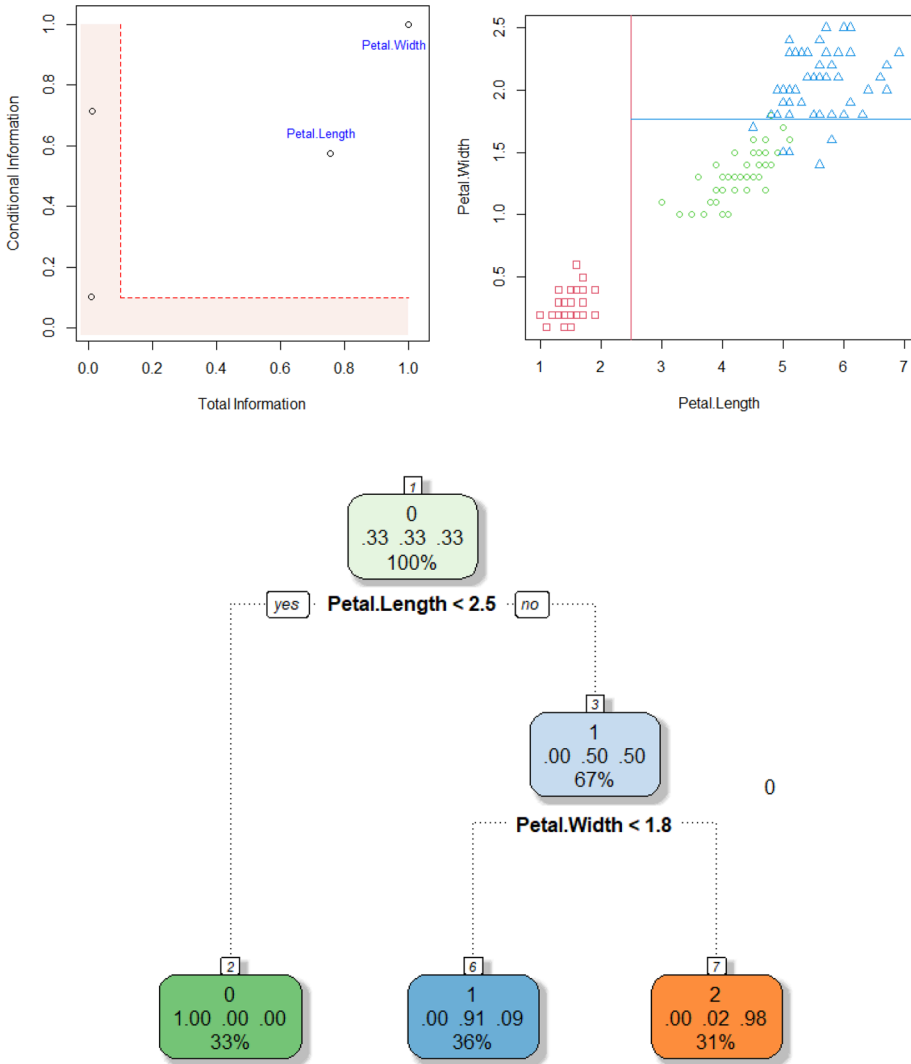 1.0
0.8
0.6
0.4
0.2
0.0
Conditional Information
Petal.Width
Petal.Length
0.0 0.2 0.4 0.6 0.8 1.0
Total Information
2.5
2.0
1.5
1.0
0.5
Petal.Width
1 2 3 4 5 6 7
Petal.Length
1
0
.33 .33 .33
100%
yes Petal.Length < 2.5 no
3
1
.00 .50 .50
67%
0
Petal.Width < 1.8
2
0
1.00 .00 .00
33%
6
1
.00 .91 .09
36%
7
2
.00 .02 .98
31%